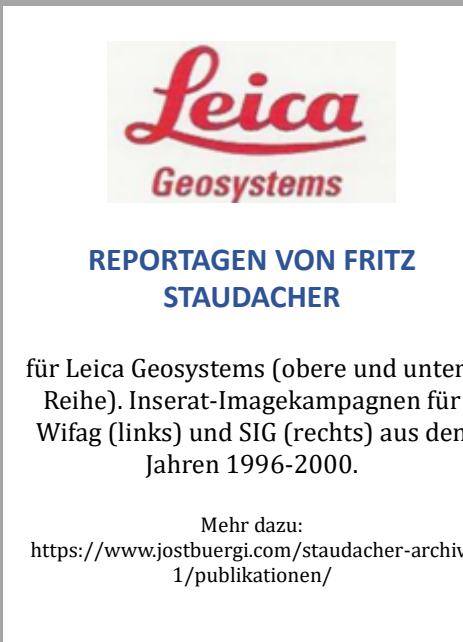 Leica
Geosystems
REPORTAGEN VON FRITZ
STAUDACHER
für Leica Geosystems (obere und unter
Reihe). Inserat-Imagekampagnen für
Wifag (links) und SIG (rechts) aus den
Jahren 1996-2000.
Mehr dazu:
https://www.jostbuergi.com/staudacher-archiv
1/publikationen/